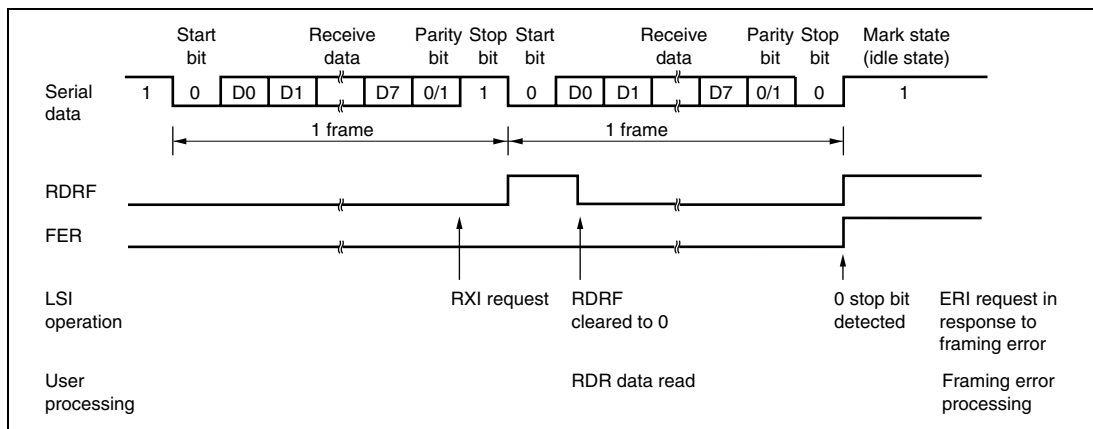 Start bit Receive data Parity bit Stop bit Start bit Receive data Parity bit Stop bit Mark state (idle state)
Serial data 1 0 D0 D1 D7 0/1 1 0 D0 D1 D7 0/1 0 1
1 frame 1 frame
RDRF
FER
LSI operation RXI request RDRF cleared to 0 0 stop bit detected ERI request in response to framing error
User processing RDR data read Framing error processing